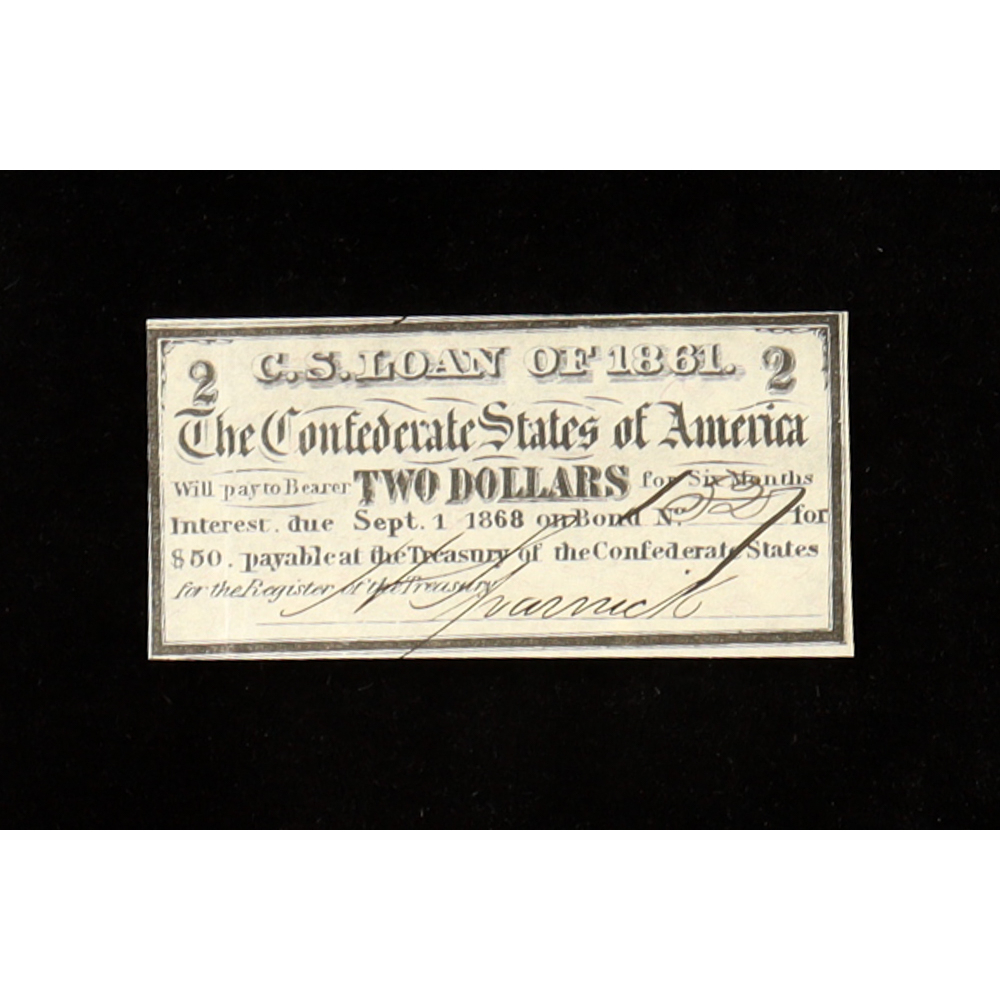 2 C. S. LOAN OF 1861. 2
The Confederate States of America
Will pay to Bearer TWO DOLLARS for Six Months
Interest. due Sept. 1 1868 on Bond No. for
$50. payable at the Treasury of the Confederate States
for the Register of the Treasury